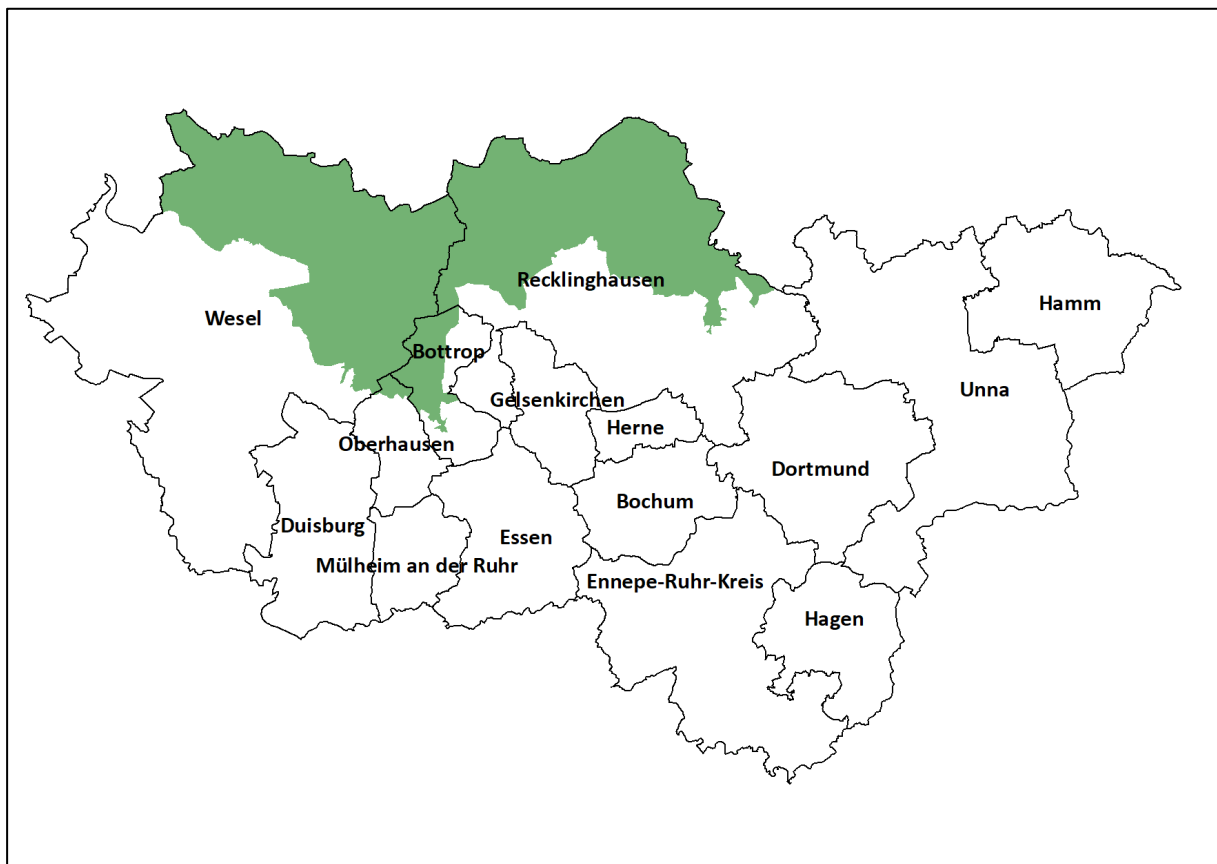 Recklinghausen
Hamm
Wesel
Bottrop
Unna
Gelsenkirchen
Herne
Oberhausen
Dortmund
Bochum
Duisburg
Essen
Mülheim an der Ruhr
Ennepe-Ruhr-Kreis
Hagen